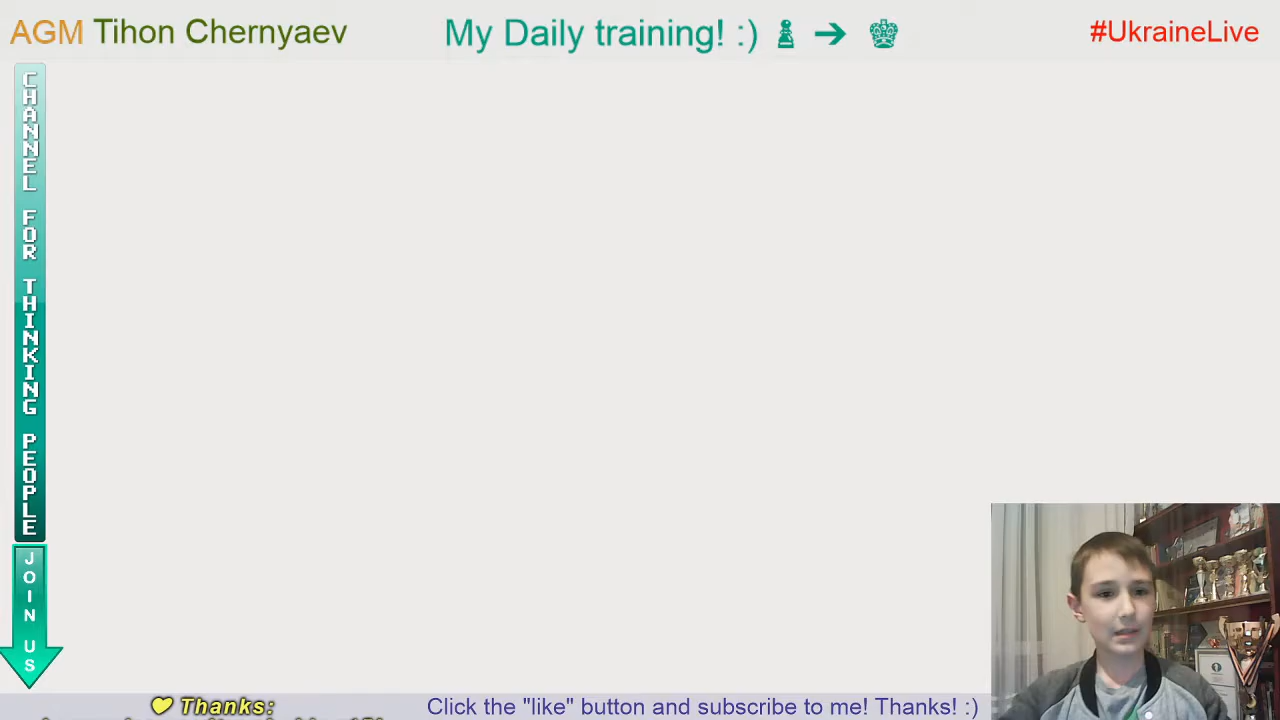 AGM Tihon Chernyaev
My Daily training! :) ♟ ➔ ♚
#UkraineLive
CHANNEL FOR THINKING PEOPLE
JOIN US
💛 Thanks:
Click the "like" button and subscribe to me! Thanks! :)